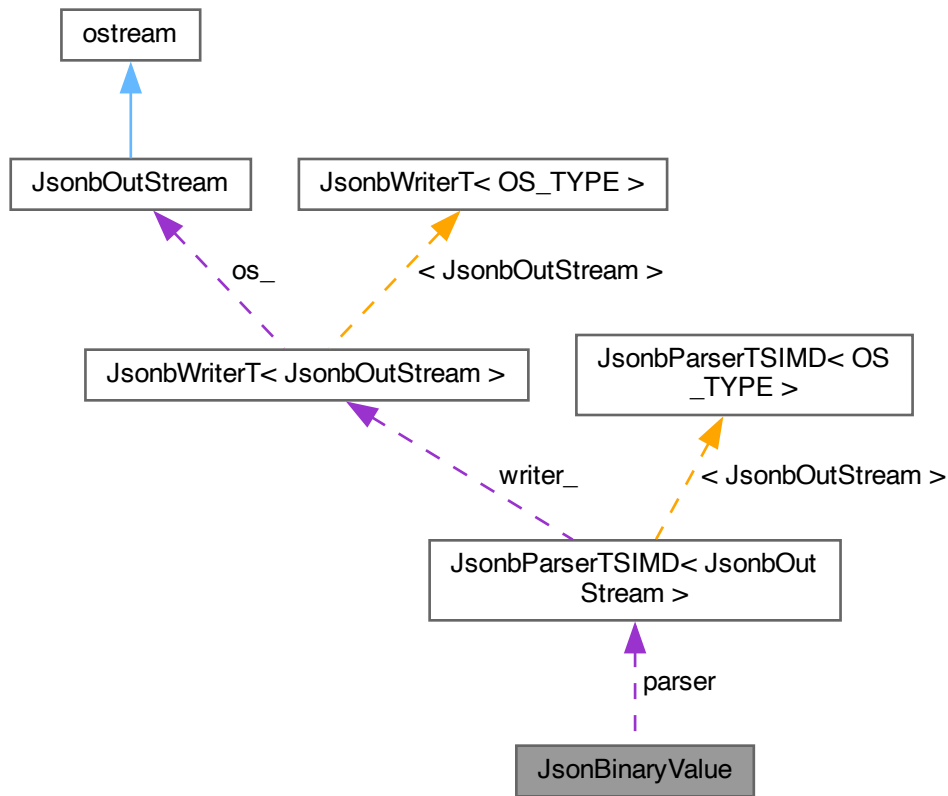 ostream
JsonbOutStream
JsonbWriterT< OS_TYPE >
os_
< JsonbOutStream >
JsonbWriterT< JsonbOutStream >
JsonbParserTSIMD< OS
_TYPE >
writer_
< JsonbOutStream >
JsonbParserTSIMD< JsonbOut
Stream >
parser
JsonBinaryValue